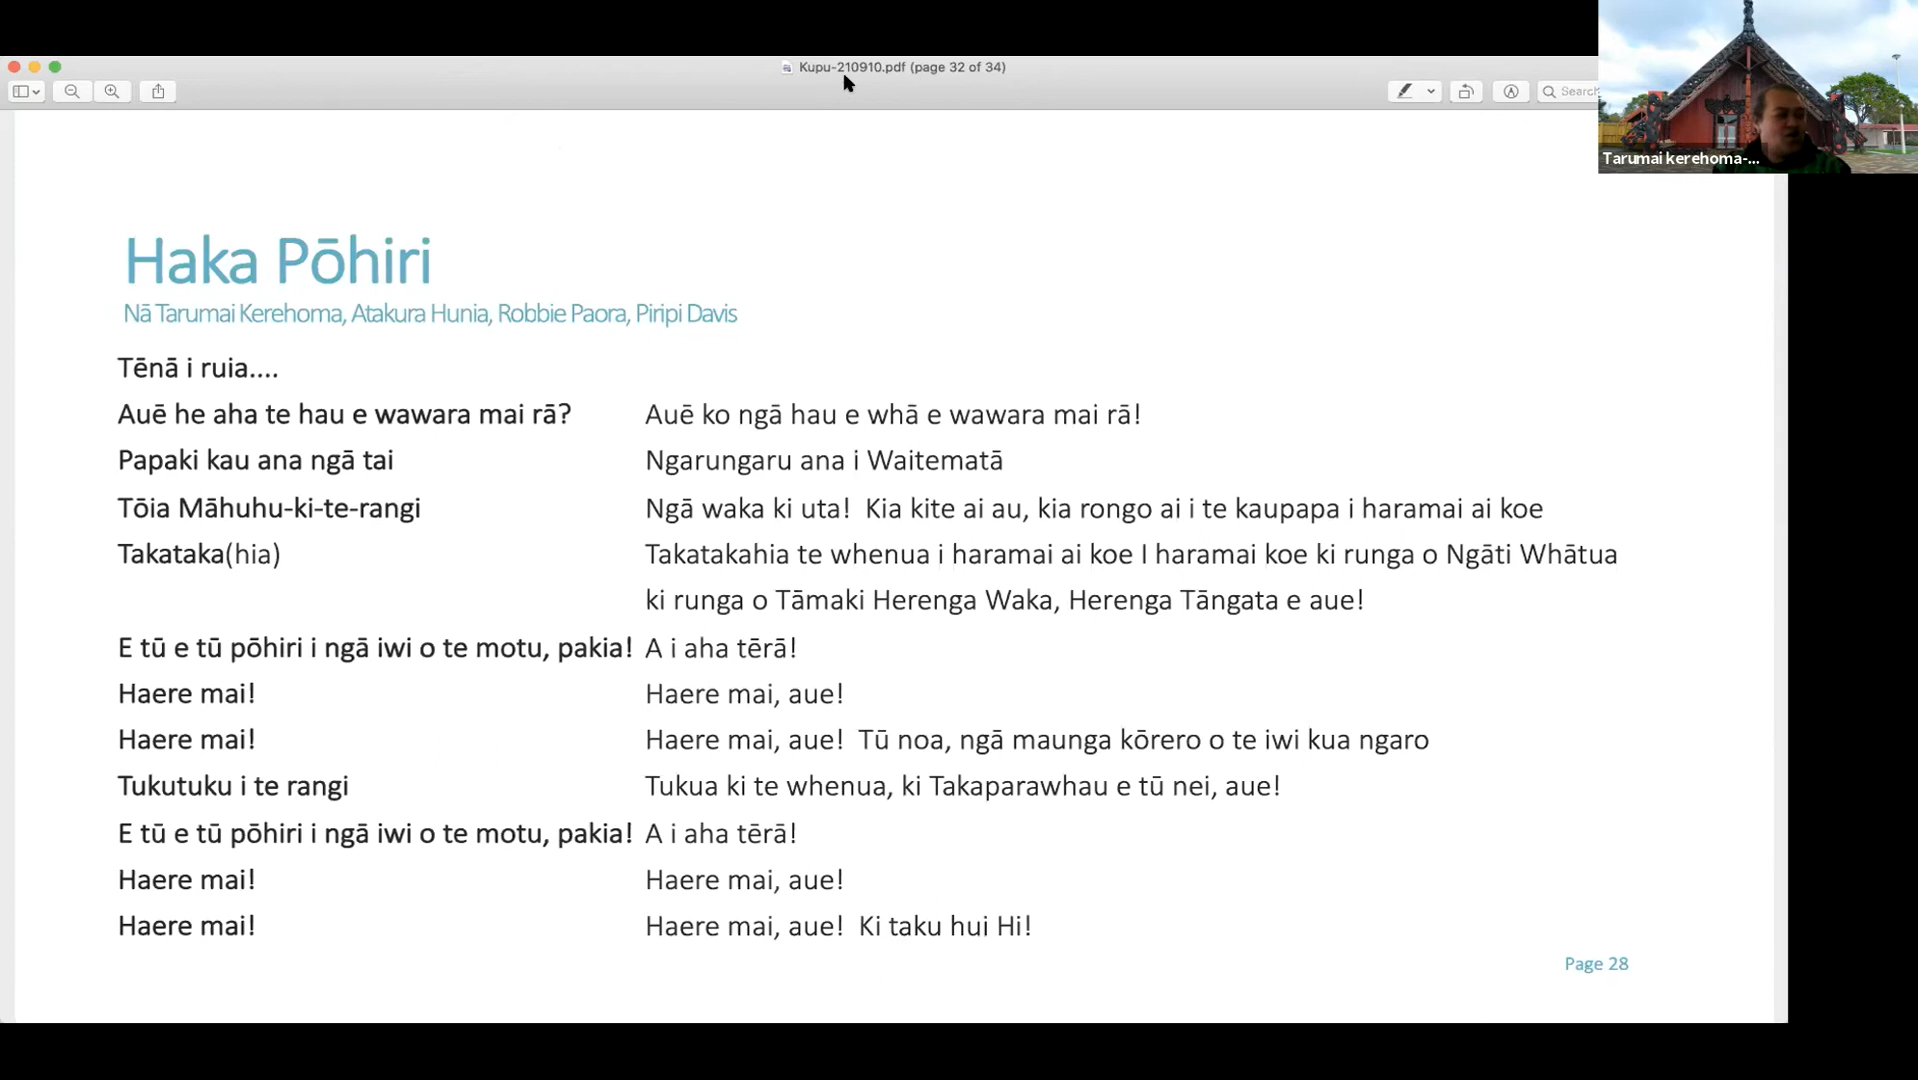 Kupu-210910.pdf (page 32 of 34)
Search
Tarumai kerehoma-...
Haka Pōhiri
Nā Tarumai Kerehoma, Atakura Hunia, Robbie Paora, Piripi Davis
Tēnā i ruia....
Auē he aha te hau e wawara mai rā? Auē ko ngā hau e whā e wawara mai rā!
Papaki kau ana ngā tai Ngarungaru ana i Waitematā
Tōia Māhuhu-ki-te-rangi Ngā waka ki uta! Kia kite ai au, kia rongo ai i te kaupapa i haramai ai koe
Takataka(hia) Takatakahia te whenua i haramai ai koe I haramai koe ki runga o Ngāti Whātua
ki runga o Tāmaki Herenga Waka, Herenga Tāngata e aue!
E tū e tū pōhiri i ngā iwi o te motu, pakia! A i aha tērā!
Haere mai! Haere mai, aue!
Haere mai! Haere mai, aue! Tū noa, ngā maunga kōrero o te iwi kua ngaro
Tukutuku i te rangi Tukua ki te whenua, ki Takaparawhau e tū nei, aue!
E tū e tū pōhiri i ngā iwi o te motu, pakia! A i aha tērā!
Haere mai! Haere mai, aue!
Haere mai! Haere mai, aue! Ki taku hui Hi!
Page 28